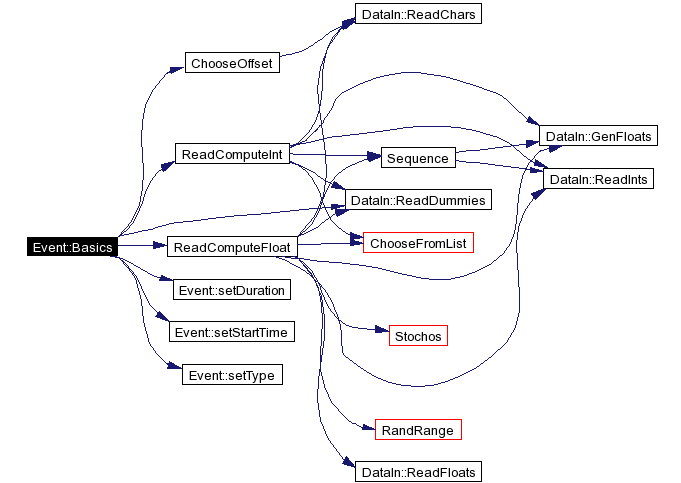 DataIn::ReadChars
ChooseOffset
DataIn::GenFloats
ReadComputeInt
Sequence
DataIn::ReadInts
DataIn::ReadDummies
Event::Basics
ReadComputeFloat
ChooseFromList
Event::setDuration
Event::setStartTime
Stochos
Event::setType
RandRange
DataIn::ReadFloats